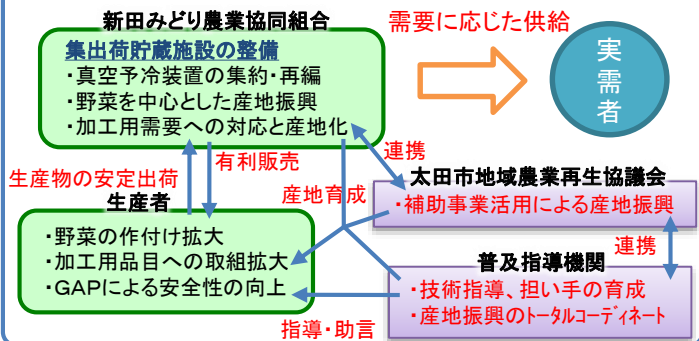 新田みどり農業協同組合
集出荷貯蔵施設の整備
・真空予冷装置の集約・再編
・野菜を中心とした産地振興
・加工用需要への対応と産地化
需要に応じた供給
実需者
生産物の安定出荷
有利販売
産地育成
連携
生産者
・野菜の作付け拡大
・加工用品目への取組拡大
・GAPによる安全性の向上
太田市地域農業再生協議会
・補助事業活用による産地振興
連携
普及指導機関
・技術指導、担い手の育成
・産地振興のトータルコーディネート
指導・助言